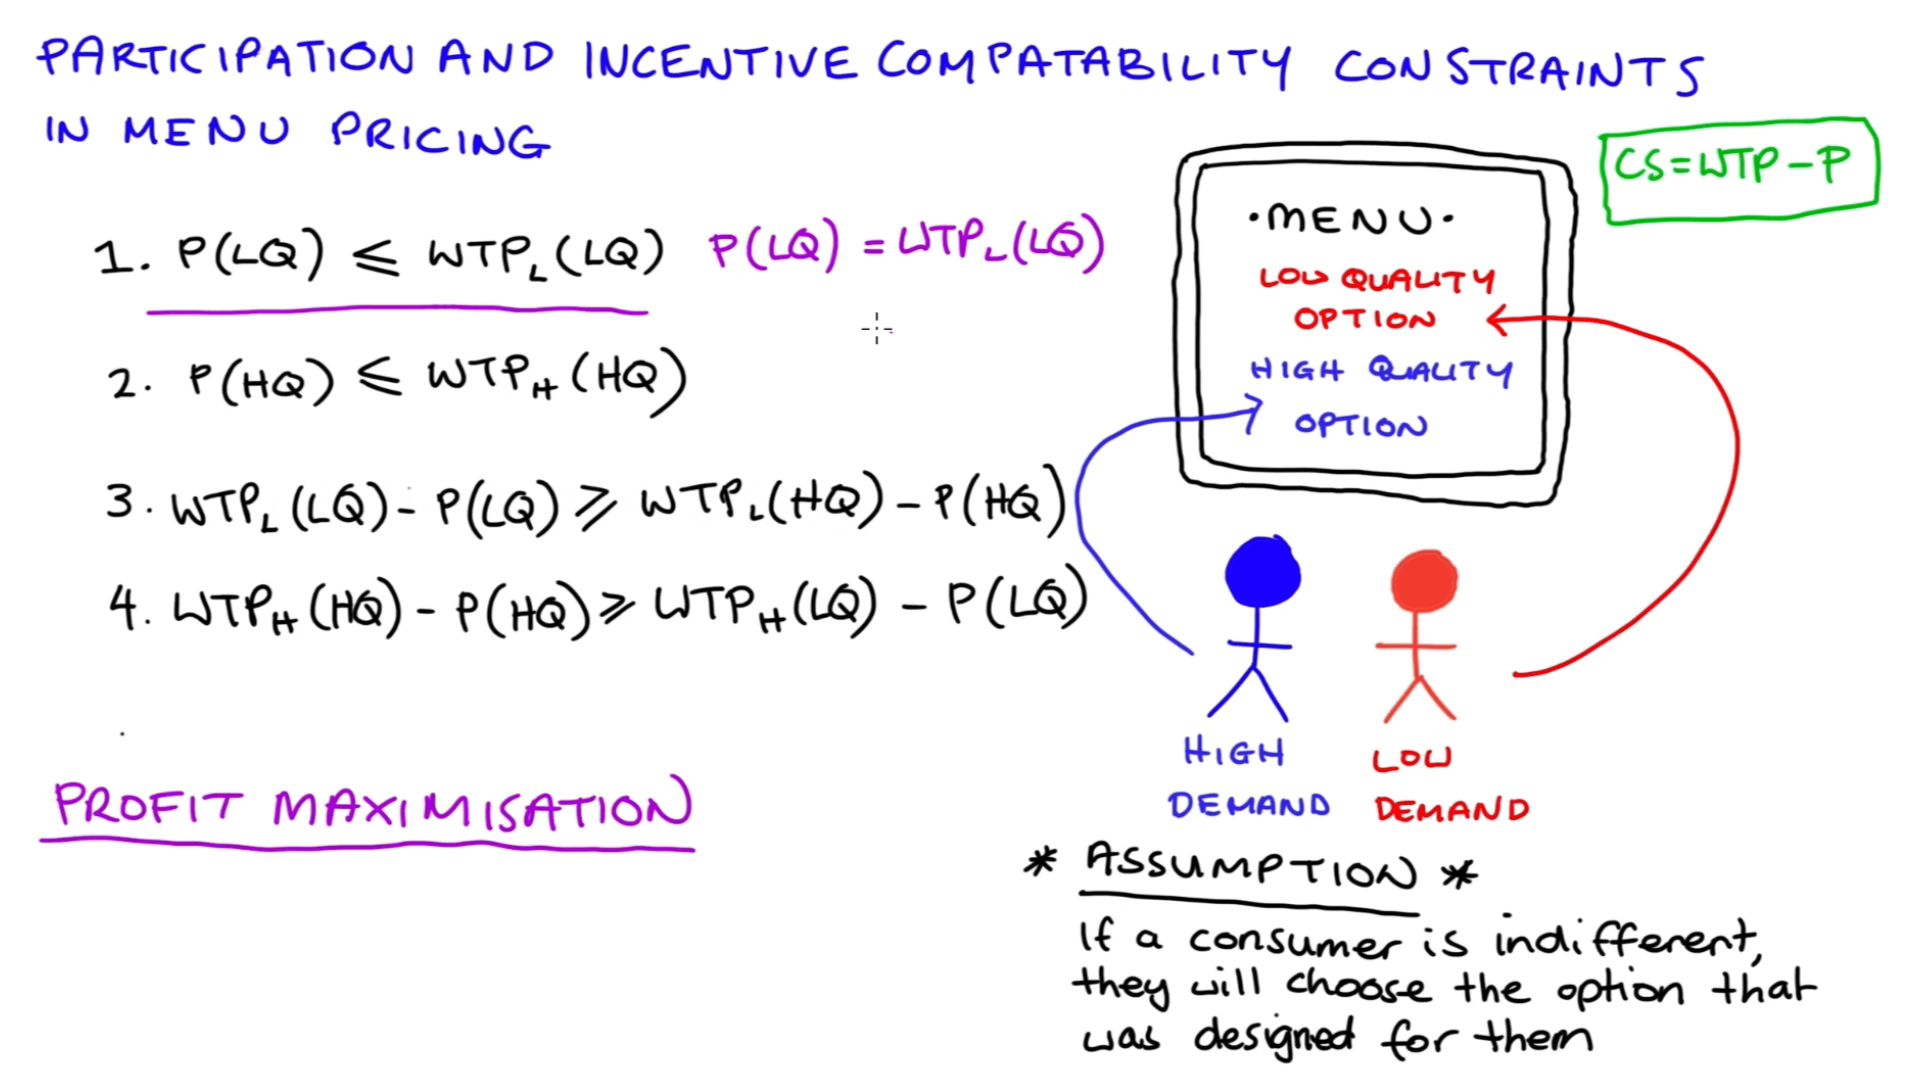 PARTICIPATION AND INCENTIVE COMPATABILITY CONSTRAINTS
IN MENU PRICING
CS = WTP - P
1. P(LQ) ⩽ WTP_L(LQ) P(LQ) = WTP_L(LQ)
2. P(HQ) ⩽ WTP_H(HQ)
3. WTP_L(LQ) - P(LQ) ⩾ WTP_L(HQ) - P(HQ)
4. WTP_H(HQ) - P(HQ) ⩾ WTP_H(LQ) - P(LQ)
PROFIT MAXIMISATION
• MENU •
LOW QUALITY
OPTION
HIGH QUALITY
OPTION
HIGH
DEMAND
LOW
DEMAND
* ASSUMPTION *
If a consumer is indifferent,
they will choose the option that
was designed for them